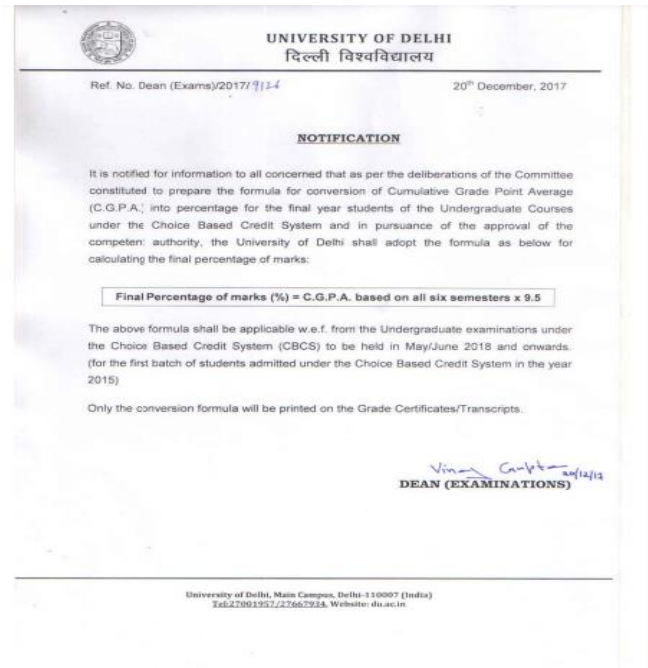 UNIVERSITY OF DELHI
दिल्ली विश्वविद्यालय
Ref. No. Dean (Exams)/2017/9126
20th December, 2017
NOTIFICATION
It is notified for information to all concerned that as per the deliberations of the Committee
constituted to prepare the formula for conversion of Cumulative Grade Point Average
(C.G.P.A.) into percentage for the final year students of the Undergraduate Courses
under the Choice Based Credit System and in pursuance of the approval of the
competent authority, the University of Delhi shall adopt the formula as below for
calculating the final percentage of marks:
Final Percentage of marks (%) = C.G.P.A. based on all six semesters x 9.5
The above formula shall be applicable w.e.f. from the Undergraduate examinations under
the Choice Based Credit System (CBCS) to be held in May/June 2018 and onwards.
(for the first batch of students admitted under the Choice Based Credit System in the year
2015)
Only the conversion formula will be printed on the Grade Certificates/Transcripts.
Vinay Gupta 20/12/17
DEAN (EXAMINATIONS)
University of Delhi, Main Campus, Delhi-110007 (India)
Tel:27001957/27667934, Website: du.ac.in